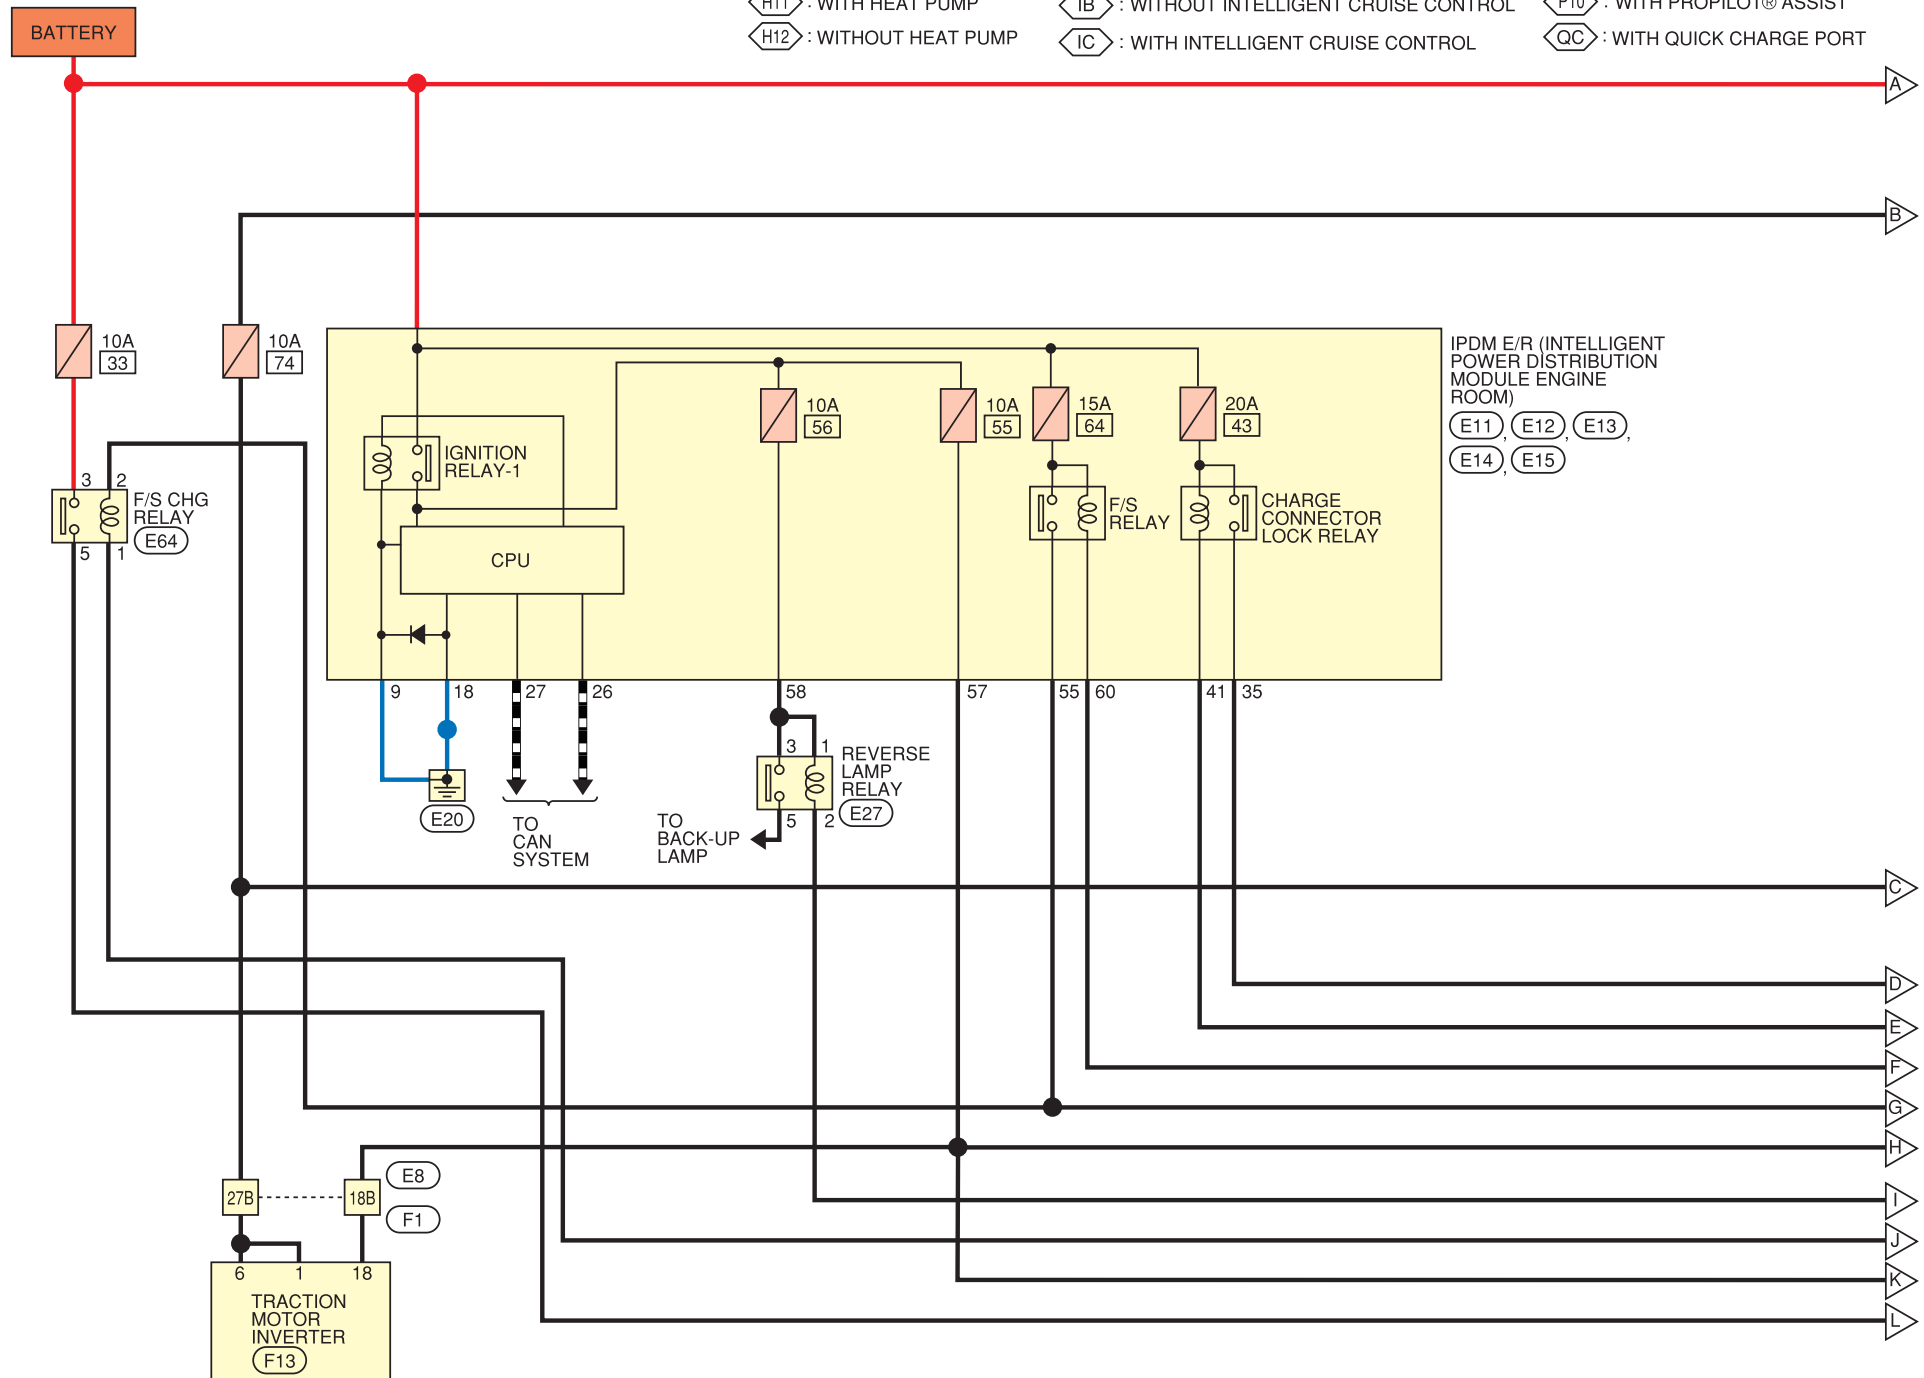 BATTERY
H11 : WITH HEAT PUMP
H12 : WITHOUT HEAT PUMP
IB : WITHOUT INTELLIGENT CRUISE CONTROL
IC : WITH INTELLIGENT CRUISE CONTROL
P10 : WITH PROPILOT® ASSIST
QC : WITH QUICK CHARGE PORT
A
B
10A
33
10A
74
IPDM E/R (INTELLIGENT
POWER DISTRIBUTION
MODULE ENGINE
ROOM)
E11 , E12 , E13 ,
E14 , E15
10A
56
10A
55
15A
64
20A
43
IGNITION
RELAY-1
3 2
F/S CHG
RELAY
E64
5 1
F/S
RELAY
CHARGE
CONNECTOR
LOCK RELAY
CPU
9 18 27 26 58 57 55 60 41 35
3 1
REVERSE
LAMP
RELAY
E27
5 2
E20
TO
CAN
SYSTEM
TO
BACK-UP
LAMP
C
D
E
F
G
H
I
J
K
L
E8
27B 18B
F1
6 1 18
TRACTION
MOTOR
INVERTER
F13